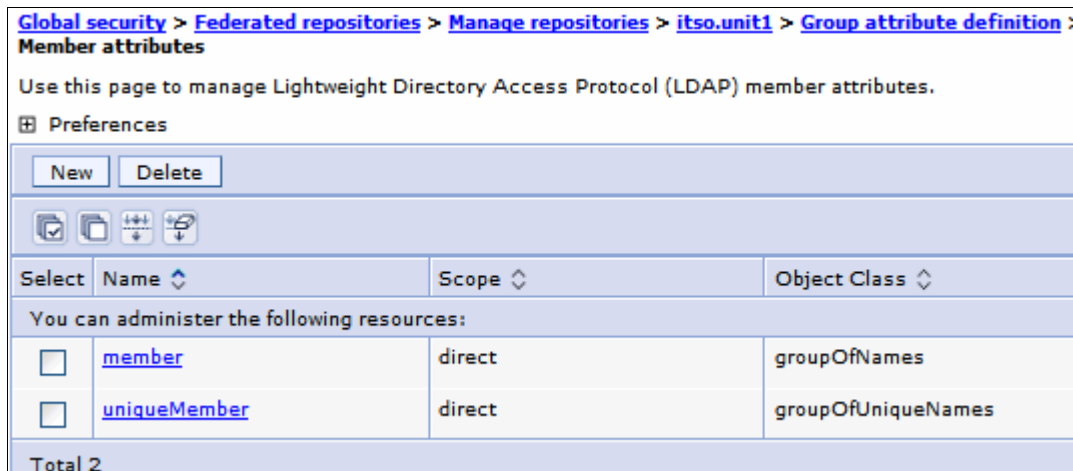 Global security > Federated repositories > Manage repositories > itso.unit1 > Group attribute definition >
Member attributes
Use this page to manage Lightweight Directory Access Protocol (LDAP) member attributes.
Preferences
New Delete
Select Name Scope Object Class
You can administer the following resources:
member direct groupOfNames
uniqueMember direct groupOfUniqueNames
Total 2